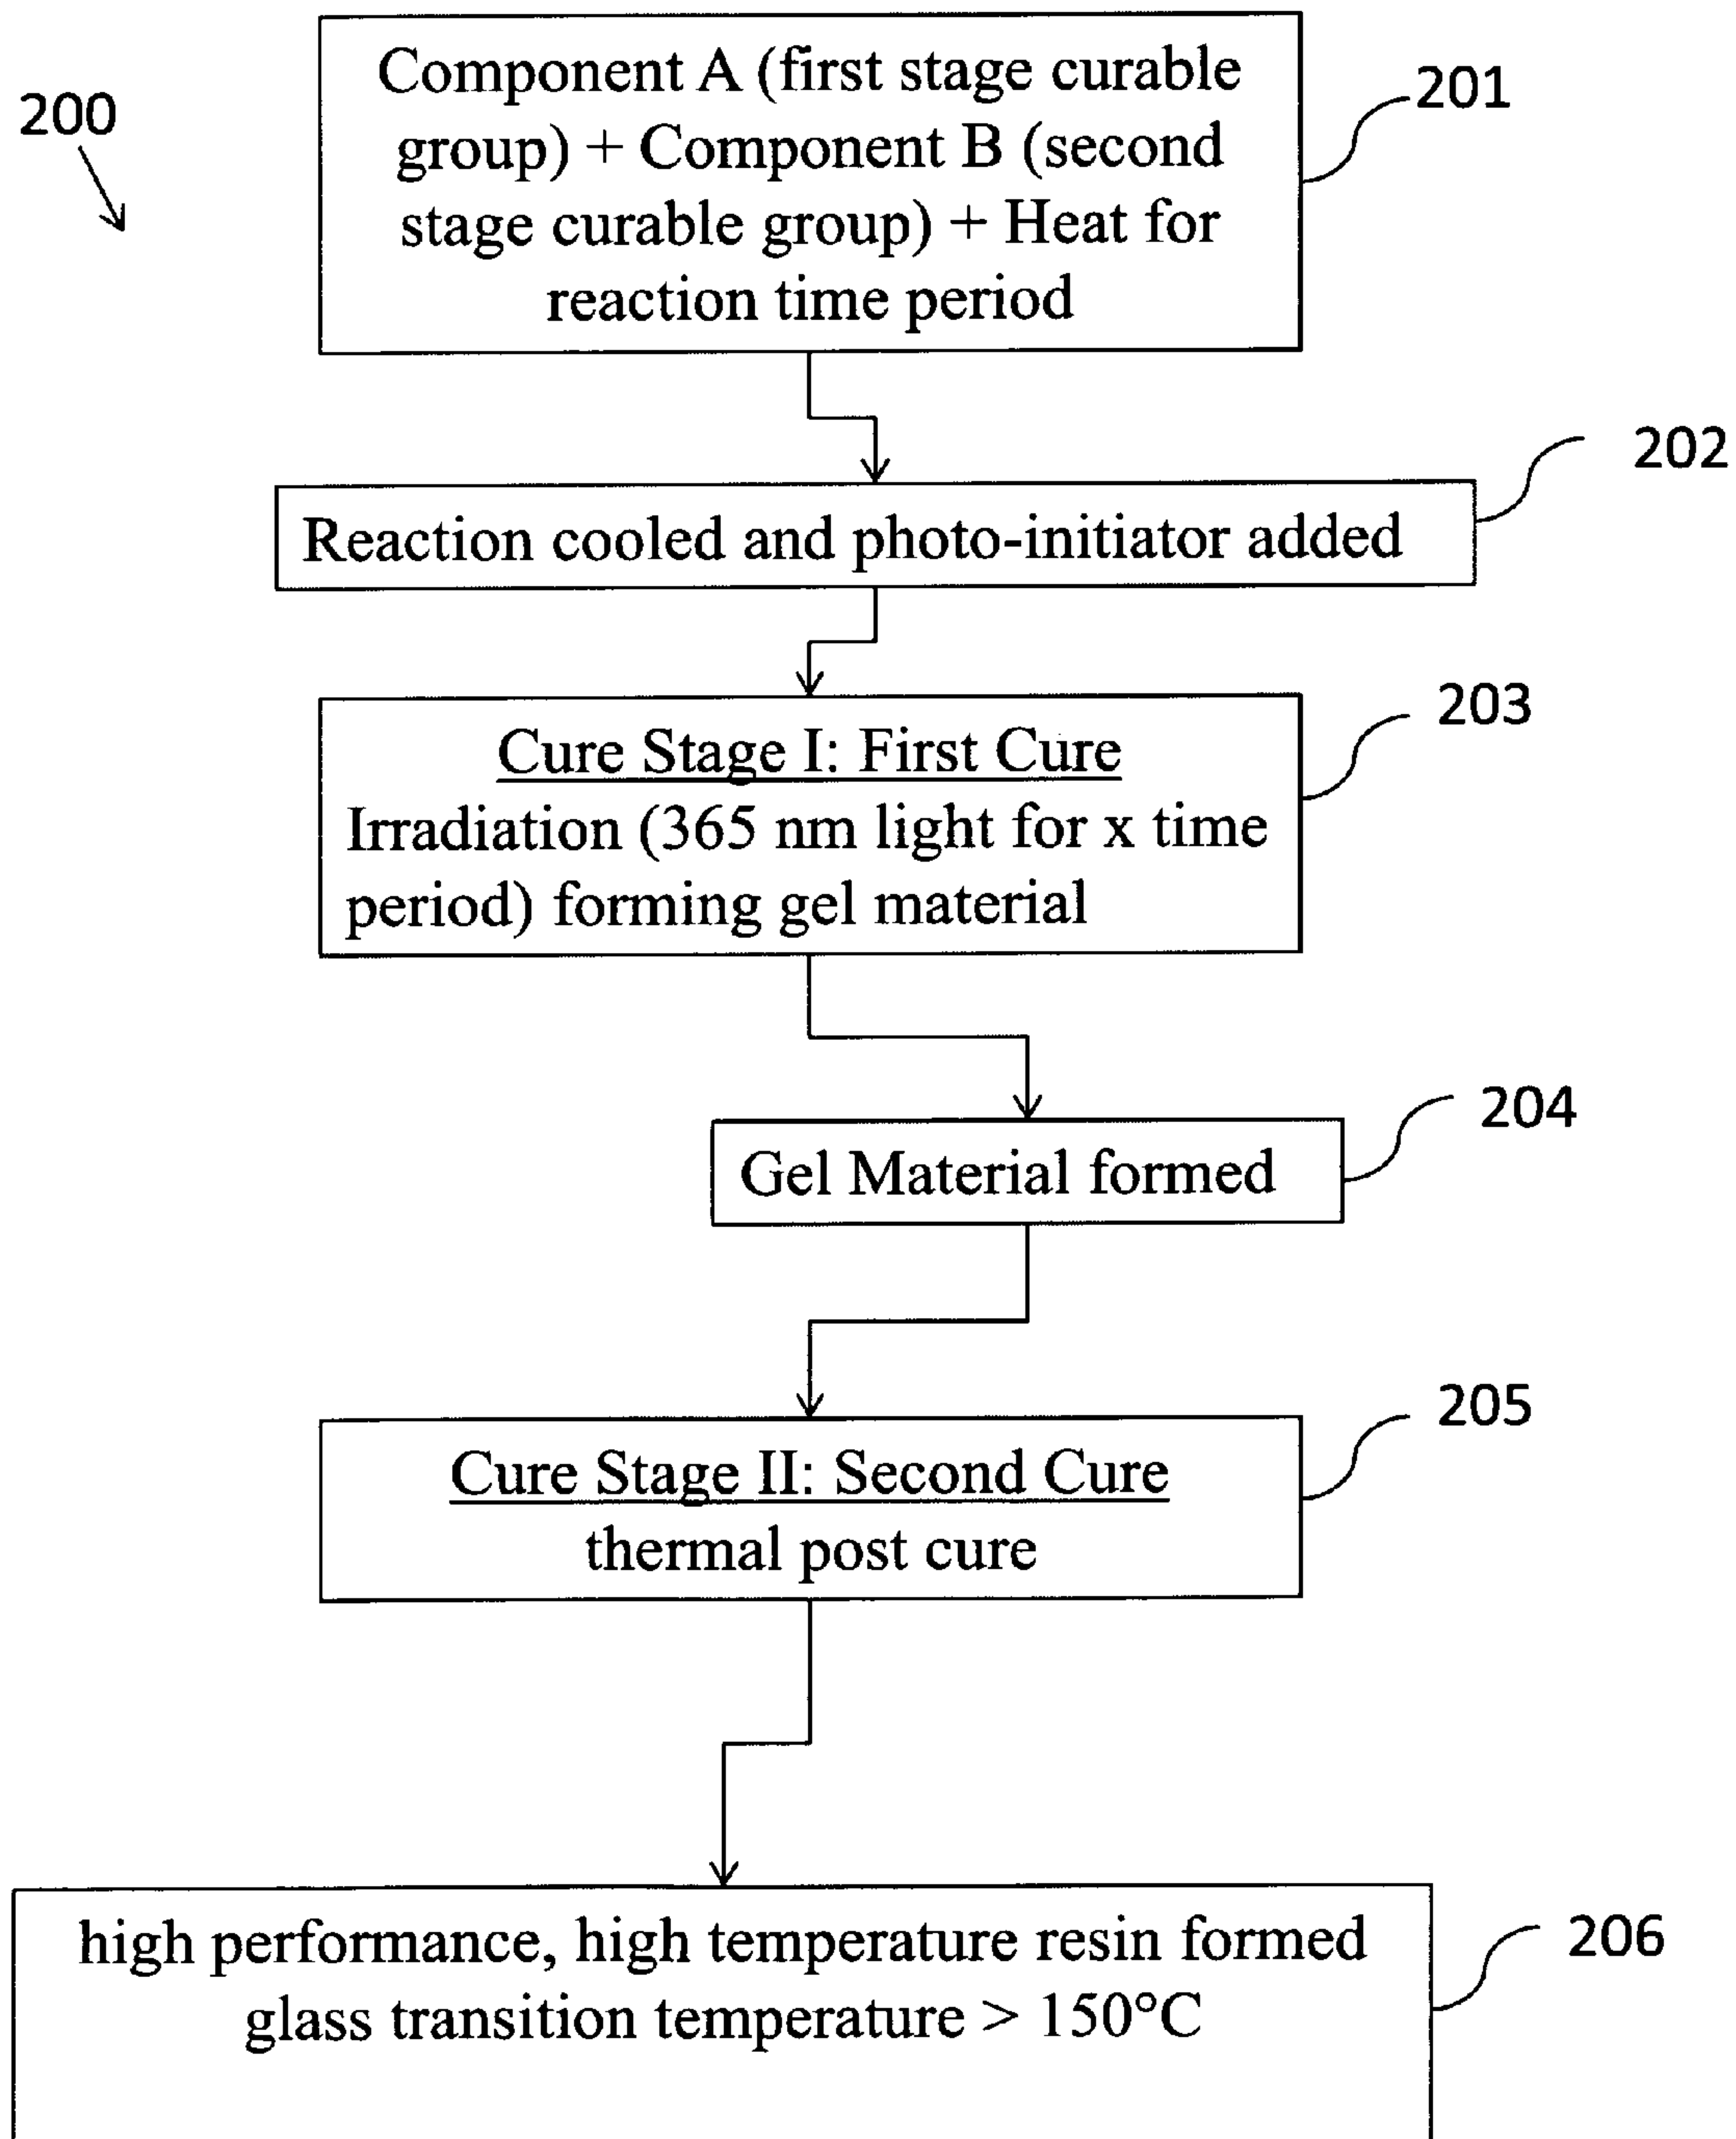 200
Component A (first stage curable
group) + Component B (second
stage curable group) + Heat for
reaction time period
201
202
Reaction cooled and photo-initiator added
203
Cure Stage I: First Cure
Irradiation (365 nm light for x time
period) forming gel material
204
Gel Material formed
205
Cure Stage II: Second Cure
thermal post cure
206
high performance, high temperature resin formed
glass transition temperature > 150°C